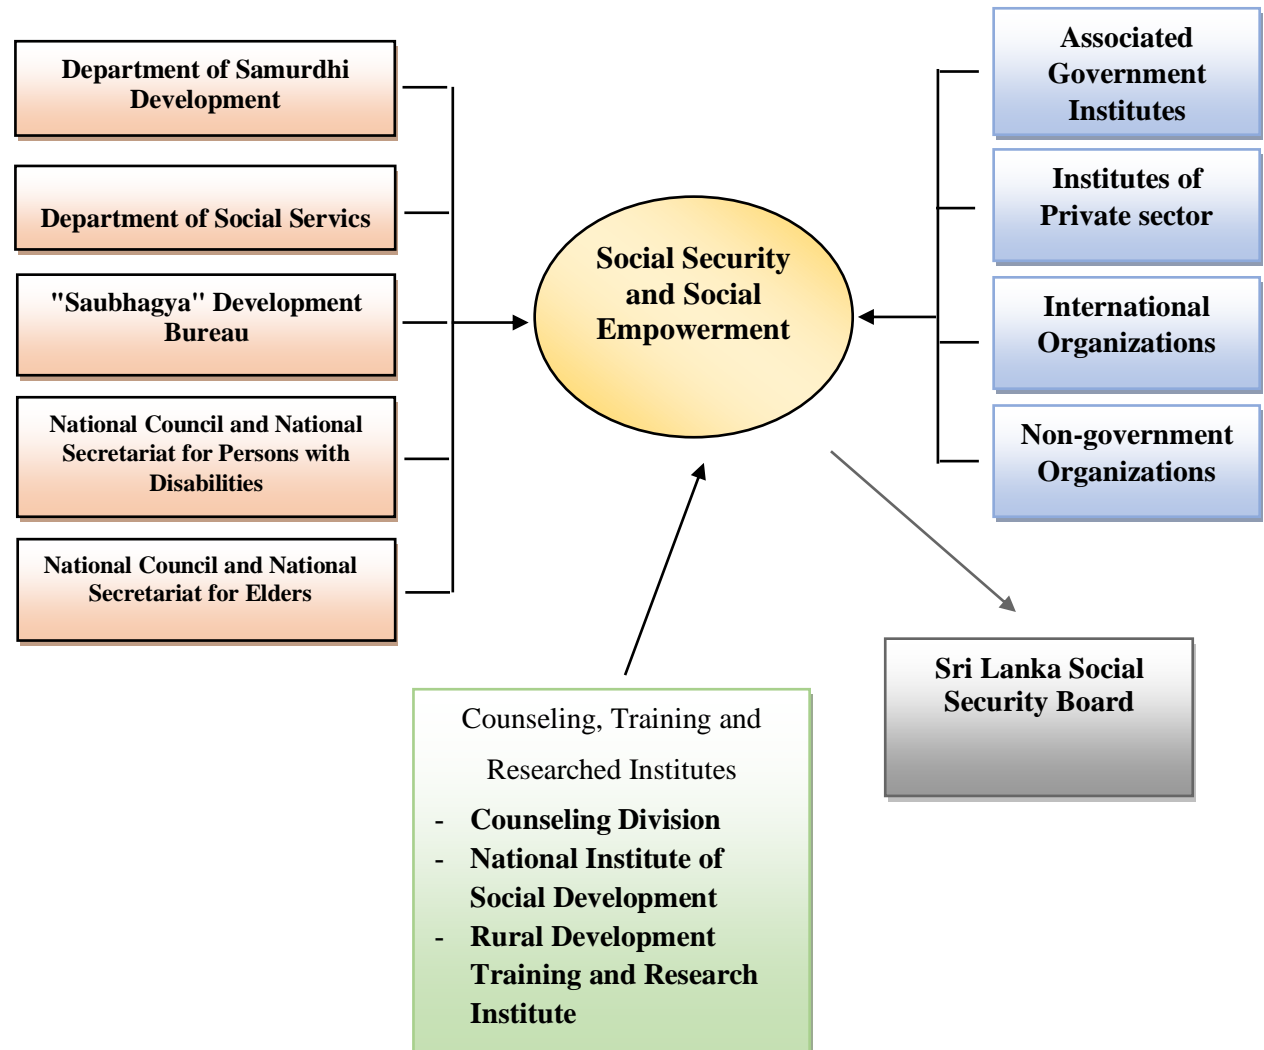 Department of Samurdhi
Development
Department of Social Servics
"Saubhagya" Development
Bureau
National Council and National
Secretariat for Persons with
Disabilities
National Council and National
Secretariat for Elders
Social Security
and Social
Empowerment
Associated
Government
Institutes
Institutes of
Private sector
International
Organizations
Non-government
Organizations
Counseling, Training and
Researched Institutes
- Counseling Division
- National Institute of
Social Development
- Rural Development
Training and Research
Institute
Sri Lanka Social
Security Board